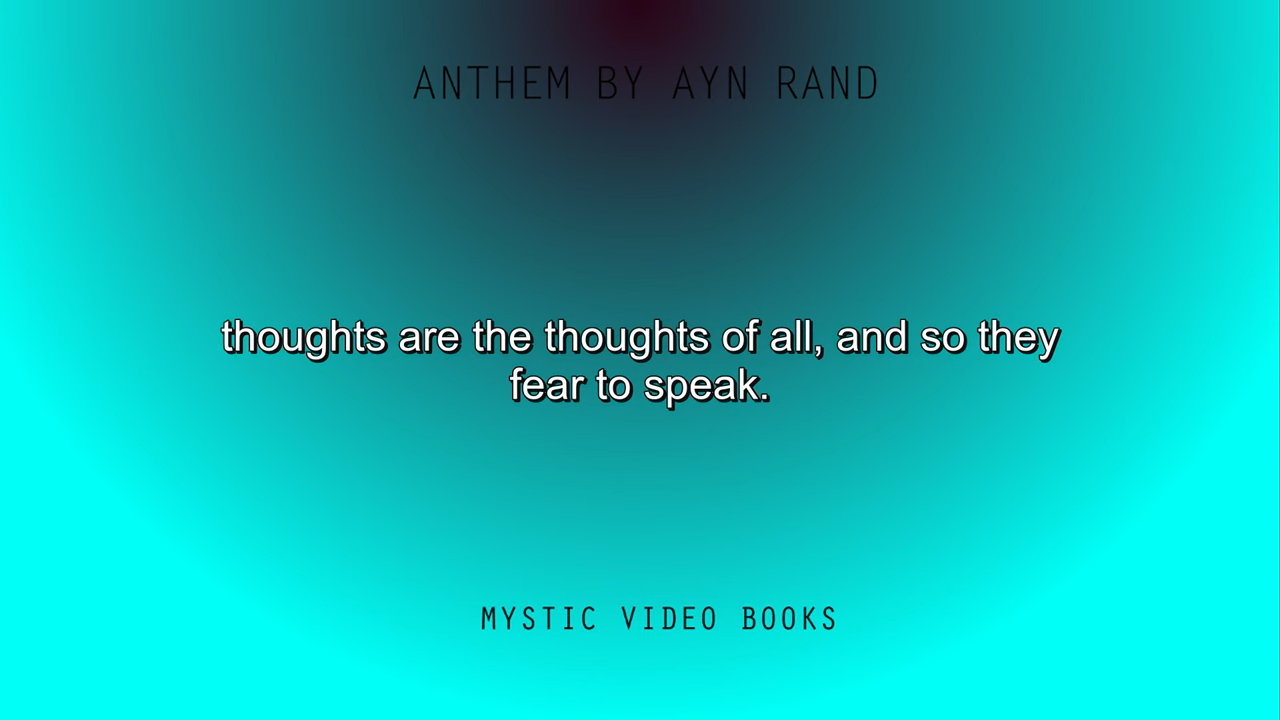 ANTHEM BY AYN RAND
thoughts are the thoughts of all, and so they
fear to speak.
MYSTIC VIDEO BOOKS